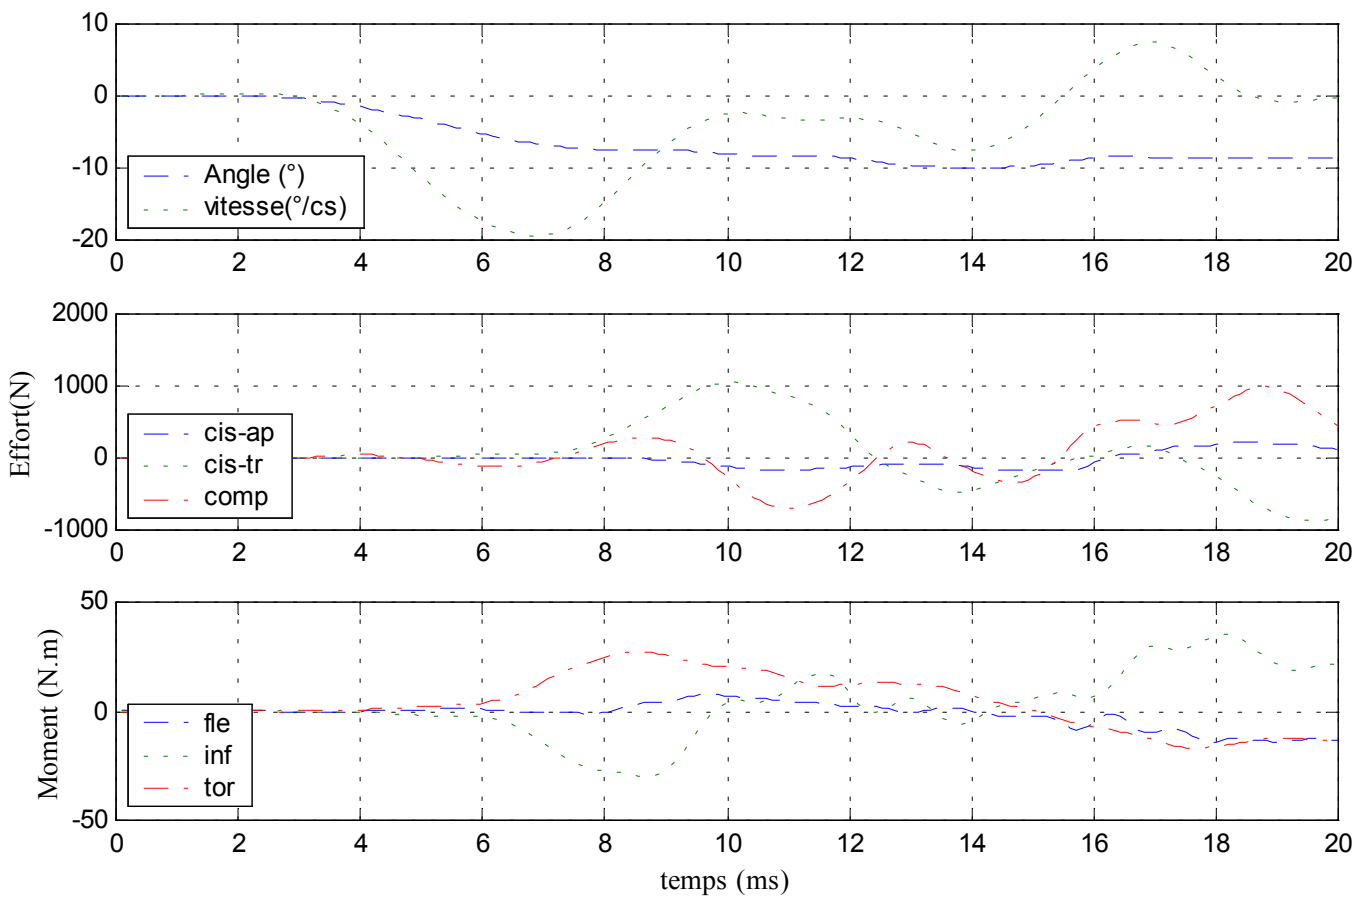 10
0
-10
-20
Angle (°)
vitesse(°/cs)
0 2 4 6 8 10 12 14 16 18 20
Effort(N)
2000
1000
0
-1000
cis-ap
cis-tr
comp
0 2 4 6 8 10 12 14 16 18 20
Moment (N.m)
50
0
-50
fle
inf
tor
0 2 4 6 8 10 12 14 16 18 20
temps (ms)